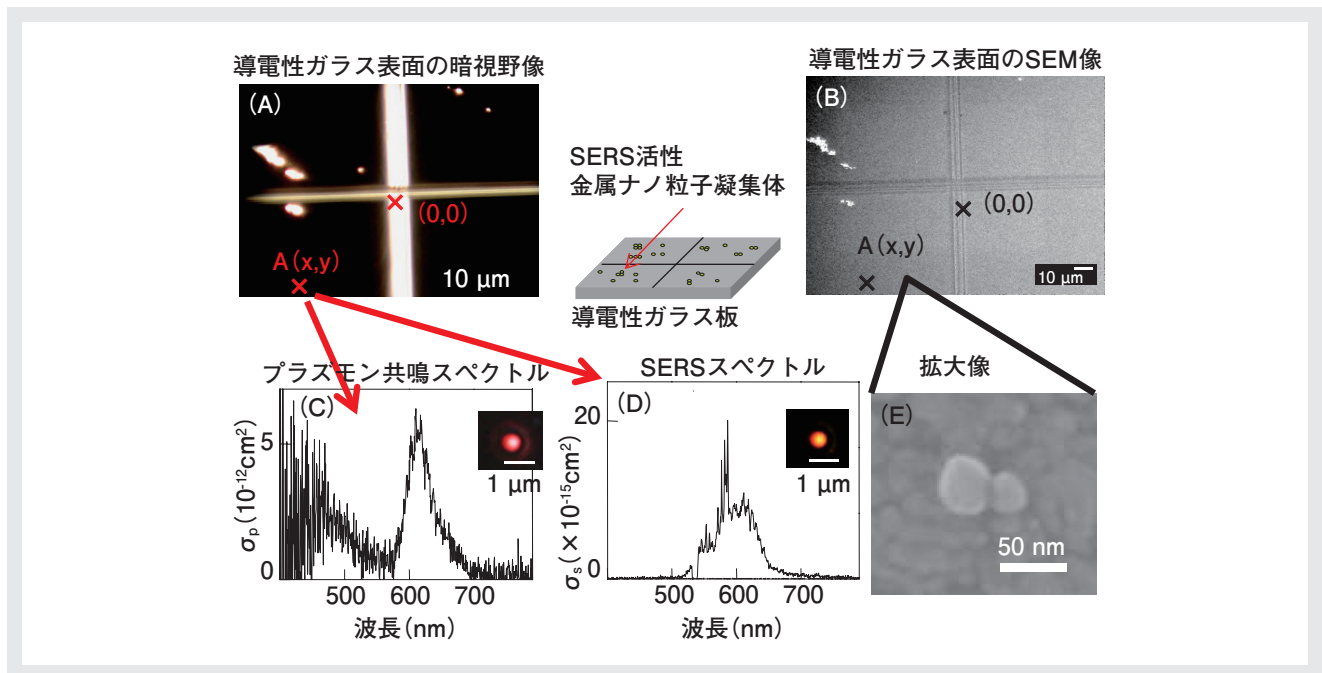 導電性ガラス表面の暗視野像
(A)
(0,0)
A(x,y)
10 μm
SERS活性
金属ナノ粒子凝集体
導電性ガラス板
導電性ガラス表面のSEM像
(B)
(0,0)
A(x,y)
10 μm
プラズモン共鳴スペクトル
(C)
σp(10-12cm2)
5
0
500
600
700
波長(nm)
1 μm
SERSスペクトル
(D)
σs(×10-15cm2)
20
0
500
600
700
波長(nm)
1 μm
拡大像
(E)
50 nm